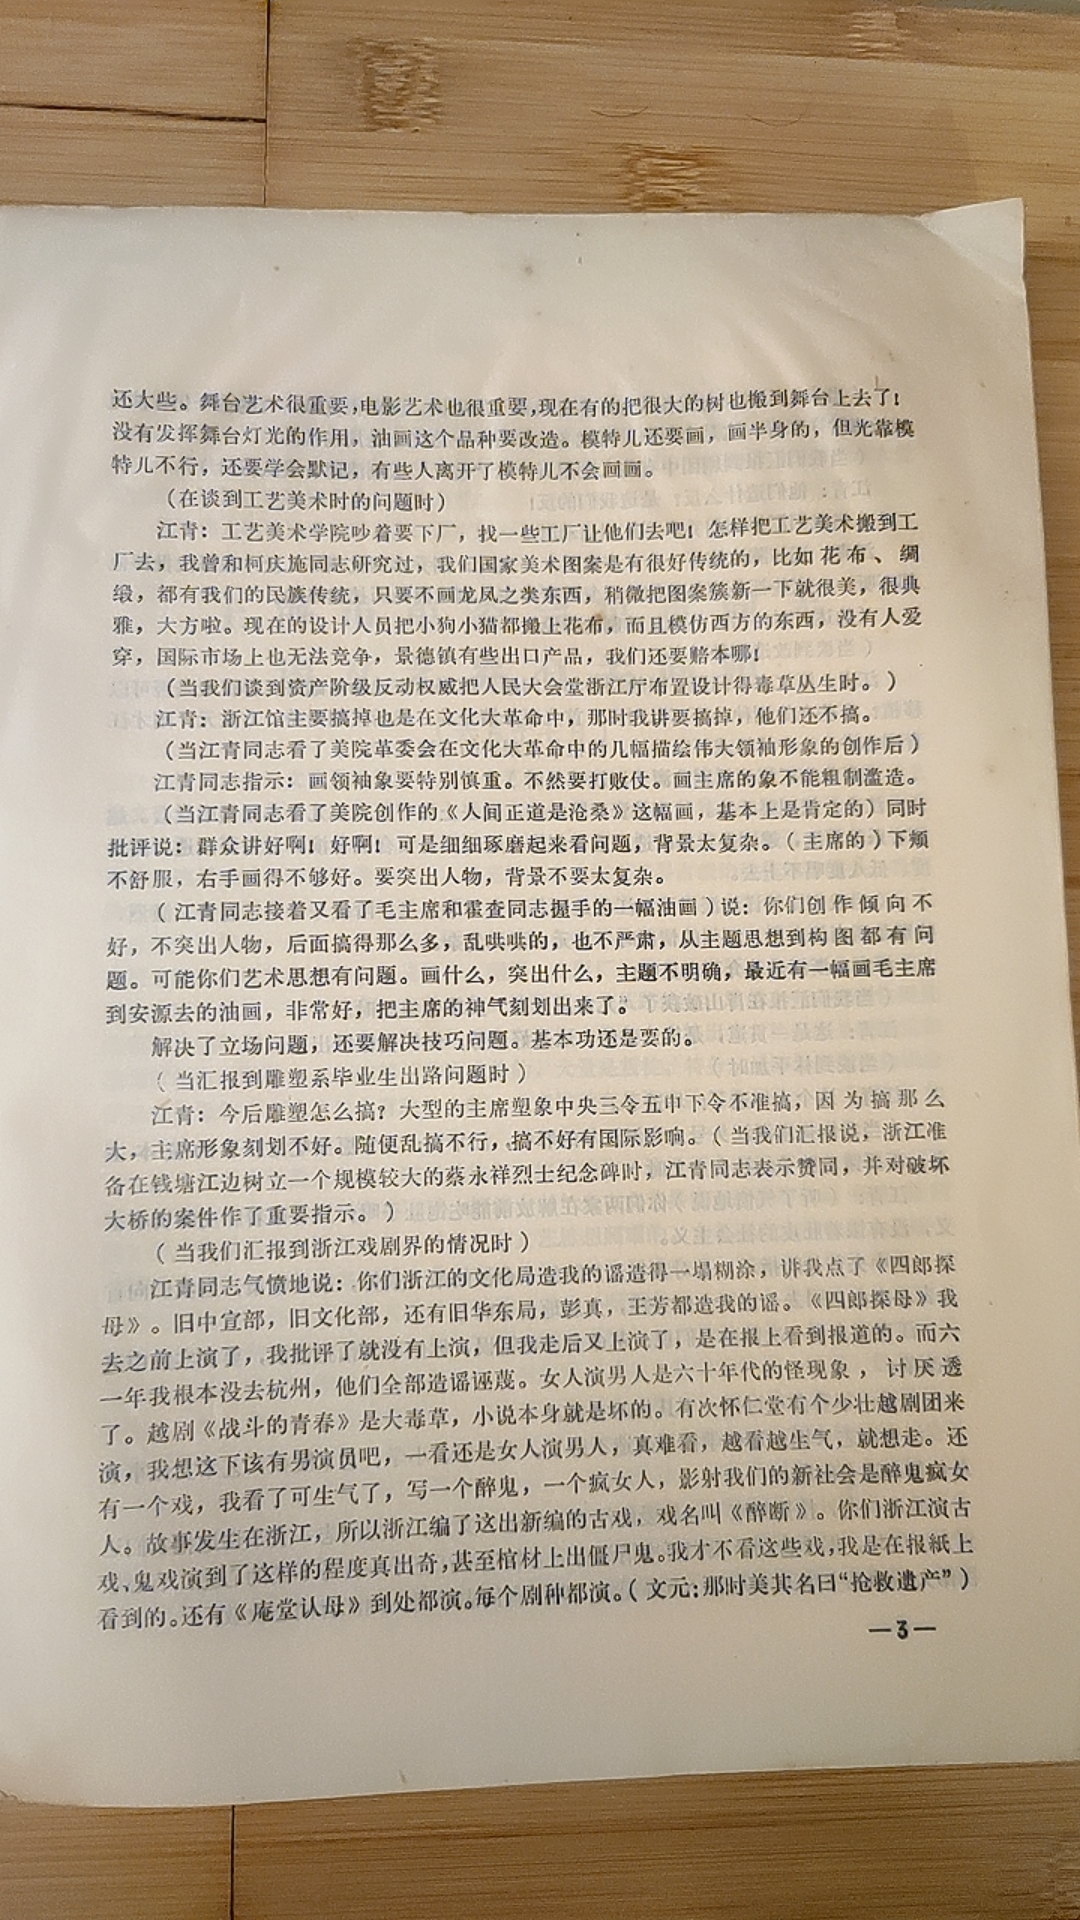 还大些。舞台艺术很重要,电影艺术也很重要,现在有的把很大的树也搬到舞台上去了!
没有发挥舞台灯光的作用，油画这个品种要改造。模特儿还要画，画半身的，但光靠模
特儿不行，还要学会默记，有些人离开了模特儿不会画画。
（在谈到工艺美术时的问题时）
江青：工艺美术学院吵着要下厂，找一些工厂让他们去吧! 怎样把工艺美术搬到工
厂去，我曾和柯庆施同志研究过，我们国家美术图案是有很好传统的，比如花布、绸
缎，都有我们的民族传统，只要不画龙凤之类东西，稍微把图案簇新一下就很美，很典
雅，大方啦。现在的设计人员把小狗小猫都搬上花布，而且模仿西方的东西，没有人爱
穿，国际市场上也无法竞争，景德镇有些出口产品，我们还要赔本哪!
（当我们谈到资产阶级反动权威把人民大会堂浙江厅布置设计得毒草丛生时。）
江青：浙江馆主要搞掉也是在文化大革命中，那时我讲要搞掉，他们还不搞。
（当江青同志看了美院革委会在文化大革命中的几幅描绘伟大领袖形象的创作后）
江青同志指示：画领袖象要特别慎重。不然要打败仗。画主席的象不能粗制滥造。
（当江青同志看了美院创作的《人间正道是沧桑》这幅画，基本上是肯定的）同时
批评说：群众讲好啊! 好啊! 可是细细琢磨起来看问题，背景太复杂。（主席的）下颊
不舒服，右手画得不够好。要突出人物，背景不要太复杂。
（江青同志接着又看了毛主席和霍查同志握手的一幅油画）说：你们创作倾向不
好，不突出人物，后面搞得那么多，乱哄哄的，也不严肃，从主题思想到构图都有问
题。可能你们艺术思想有问题。画什么，突出什么，主题不明确，最近有一幅画毛主席
到安源去的油画，非常好，把主席的神气刻划出来了。
解决了立场问题，还要解决技巧问题。基本功还是要的。
（当汇报到雕塑系毕业生出路问题时）
江青：今后雕塑怎么搞？大型的主席塑象中央三令五申下令不准搞，因为搞那么
大，主席形象刻划不好。随便乱搞不行，搞不好有国际影响。（当我们汇报说，浙江准
备在钱塘江边树立一个规模较大的蔡永祥烈士纪念碑时，江青同志表示赞同，并对破坏
大桥的案件作了重要指示。）
（当我们汇报到浙江戏剧界的情况时）
江青同志气愤地说：你们浙江的文化局造我的谣造得一塌糊涂，讲我点了《四郎探
母》。旧中宣部，旧文化部，还有旧华东局，彭真，王芳都造我的谣。《四郎探母》我
去之前上演了，我批评了就没有上演，但我走后又上演了，是在报上看到报道的。而六
一年我根本没去杭州，他们全部造谣诬蔑。女人演男人是六十年代的怪现象，讨厌透
了。越剧《战斗的青春》是大毒草，小说本身就是坏的。有次怀仁堂有个少壮越剧团来
演，我想这下该有男演员吧，一看还是女人演男人，真难看，越看越生气，就想走。还
有一个戏，我看了可生气了，写一个醉鬼，一个疯女人，影射我们的新社会是醉鬼疯女
人。故事发生在浙江，所以浙江编了这出新编的古戏，戏名叫《醉断》。你们浙江演古
戏、鬼戏演到了这样的程度真出奇,甚至棺材上出僵尸鬼。我才不看这些戏,我是在报紙上
看到的。还有《庵堂认母》到处都演。每个剧种都演。（文元:那时美其名曰“抢救遗产”）
—3—